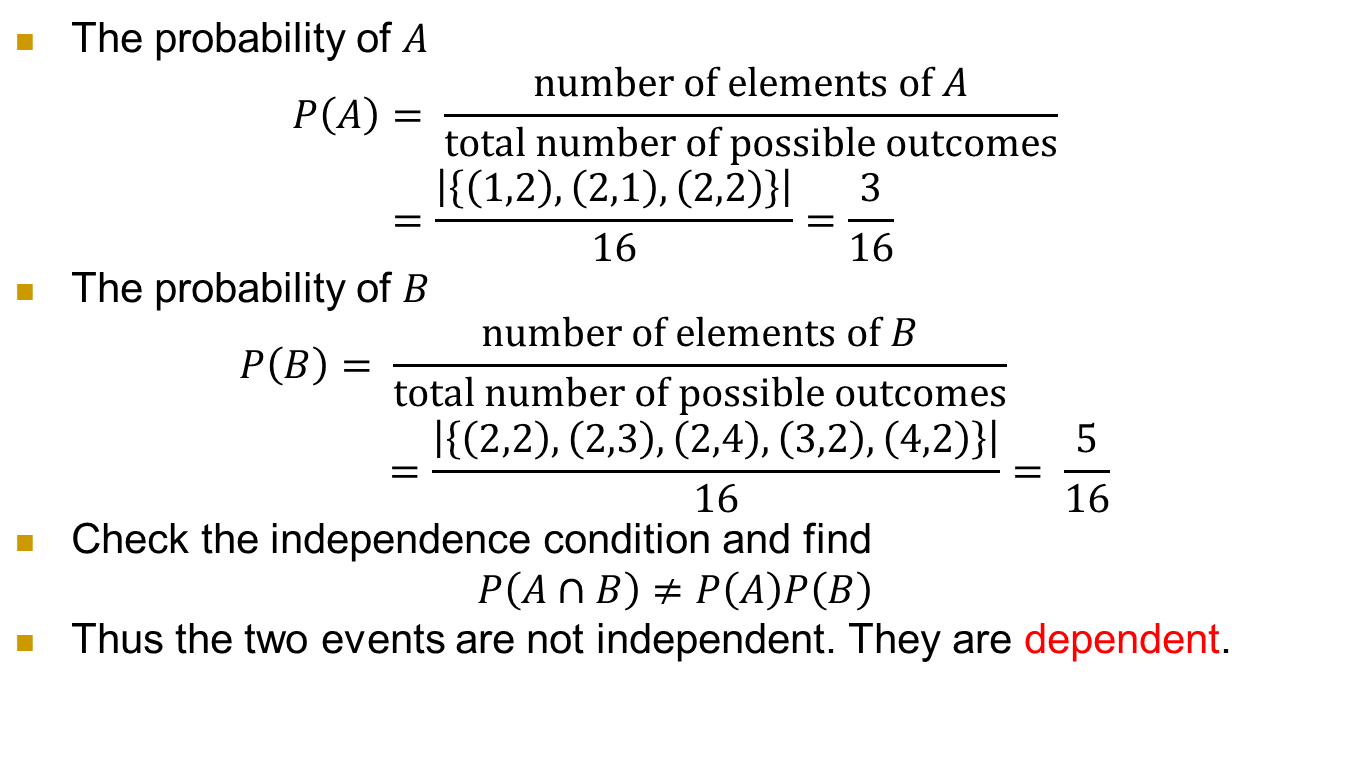 ■ The probability of A
P(A) = number of elements of A / total number of possible outcomes
= |{(1,2), (2,1), (2,2)}| / 16 = 3 / 16
■ The probability of B
P(B) = number of elements of B / total number of possible outcomes
= |{(2,2), (2,3), (2,4), (3,2), (4,2)}| / 16 = 5 / 16
■ Check the independence condition and find
P(A ∩ B) ≠ P(A)P(B)
■ Thus the two events are not independent. They are dependent.